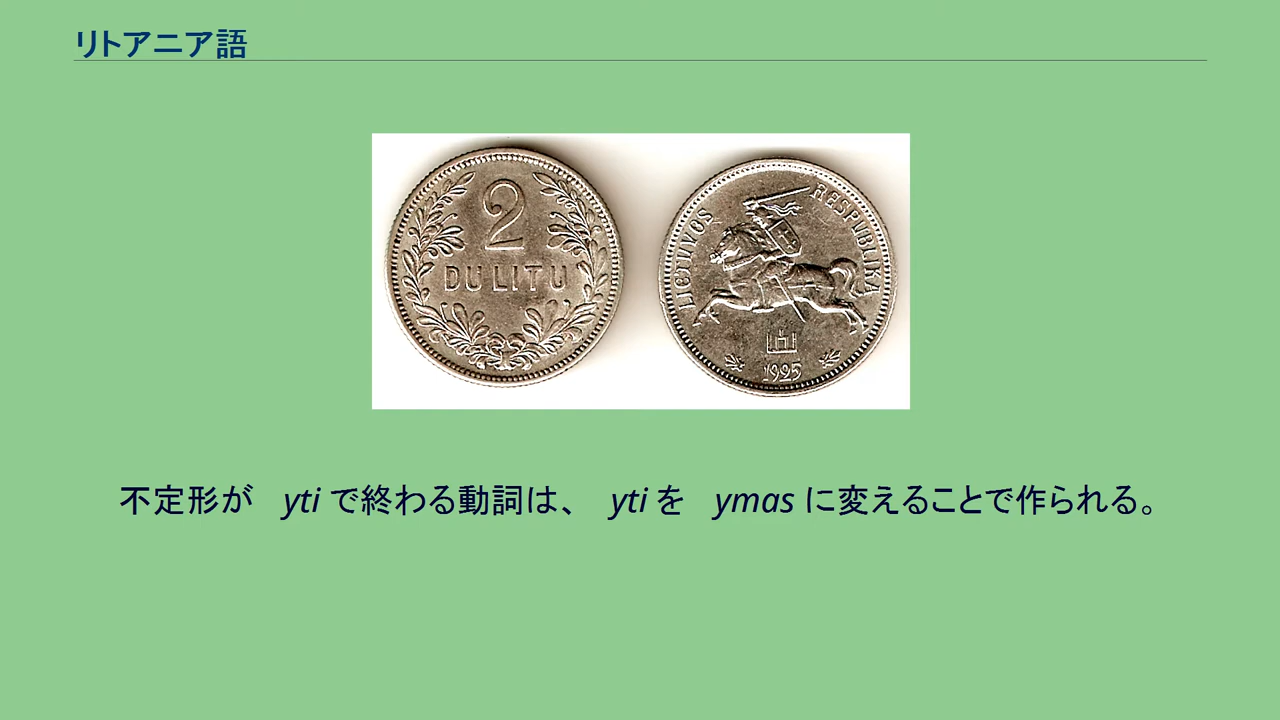 リトアニア語
2
DU LITU
LIETUVOS RESPUBLIKA
1925
不定形が yti で終わる動詞は、 yti を ymas に変えることで作られる。